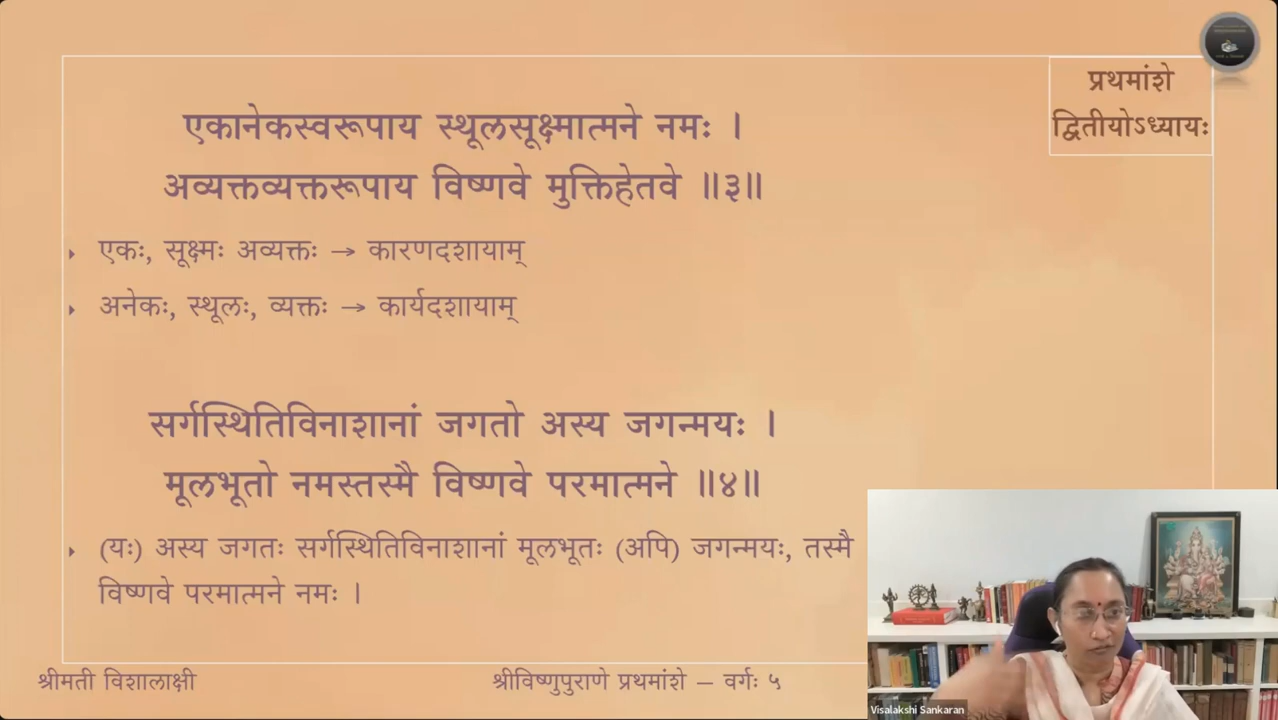 प्रथमांशे
द्वितीयोऽध्यायः
एकानेकस्वरूपाय स्थूलसूक्ष्मात्मने नमः ।
अव्यक्तव्यक्तरूपाय विष्णवे मुक्तिहेतवे ॥३॥
एकः, सूक्ष्मः अव्यक्तः → कारणदशायाम्
अनेकः, स्थूलः, व्यक्तः → कार्यदशायाम्
सर्गस्थितिविनाशानां जगतो अस्य जगन्मयः ।
मूलभूतो नमस्तस्मै विष्णवे परमात्मने ॥४॥
(यः) अस्य जगतः सर्गस्थितिविनाशानां मूलभूतः (अपि) जगन्मयः, तस्मै
विष्णवे परमात्मने नमः ।
श्रीमती विशालाक्षी
श्रीविष्णुपुराणे प्रथमांशे – वर्गः ५
Visalakshi Sankaran